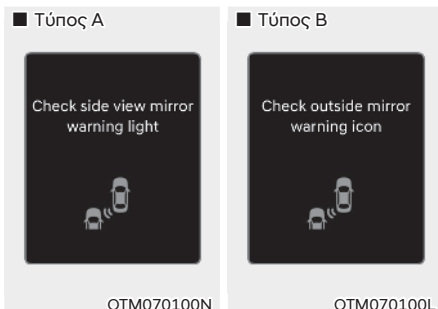 ■ Τύπος A
Check side view mirror
warning light
OTM070100N
■ Τύπος B
Check outside mirror
warning icon
OTM070100L